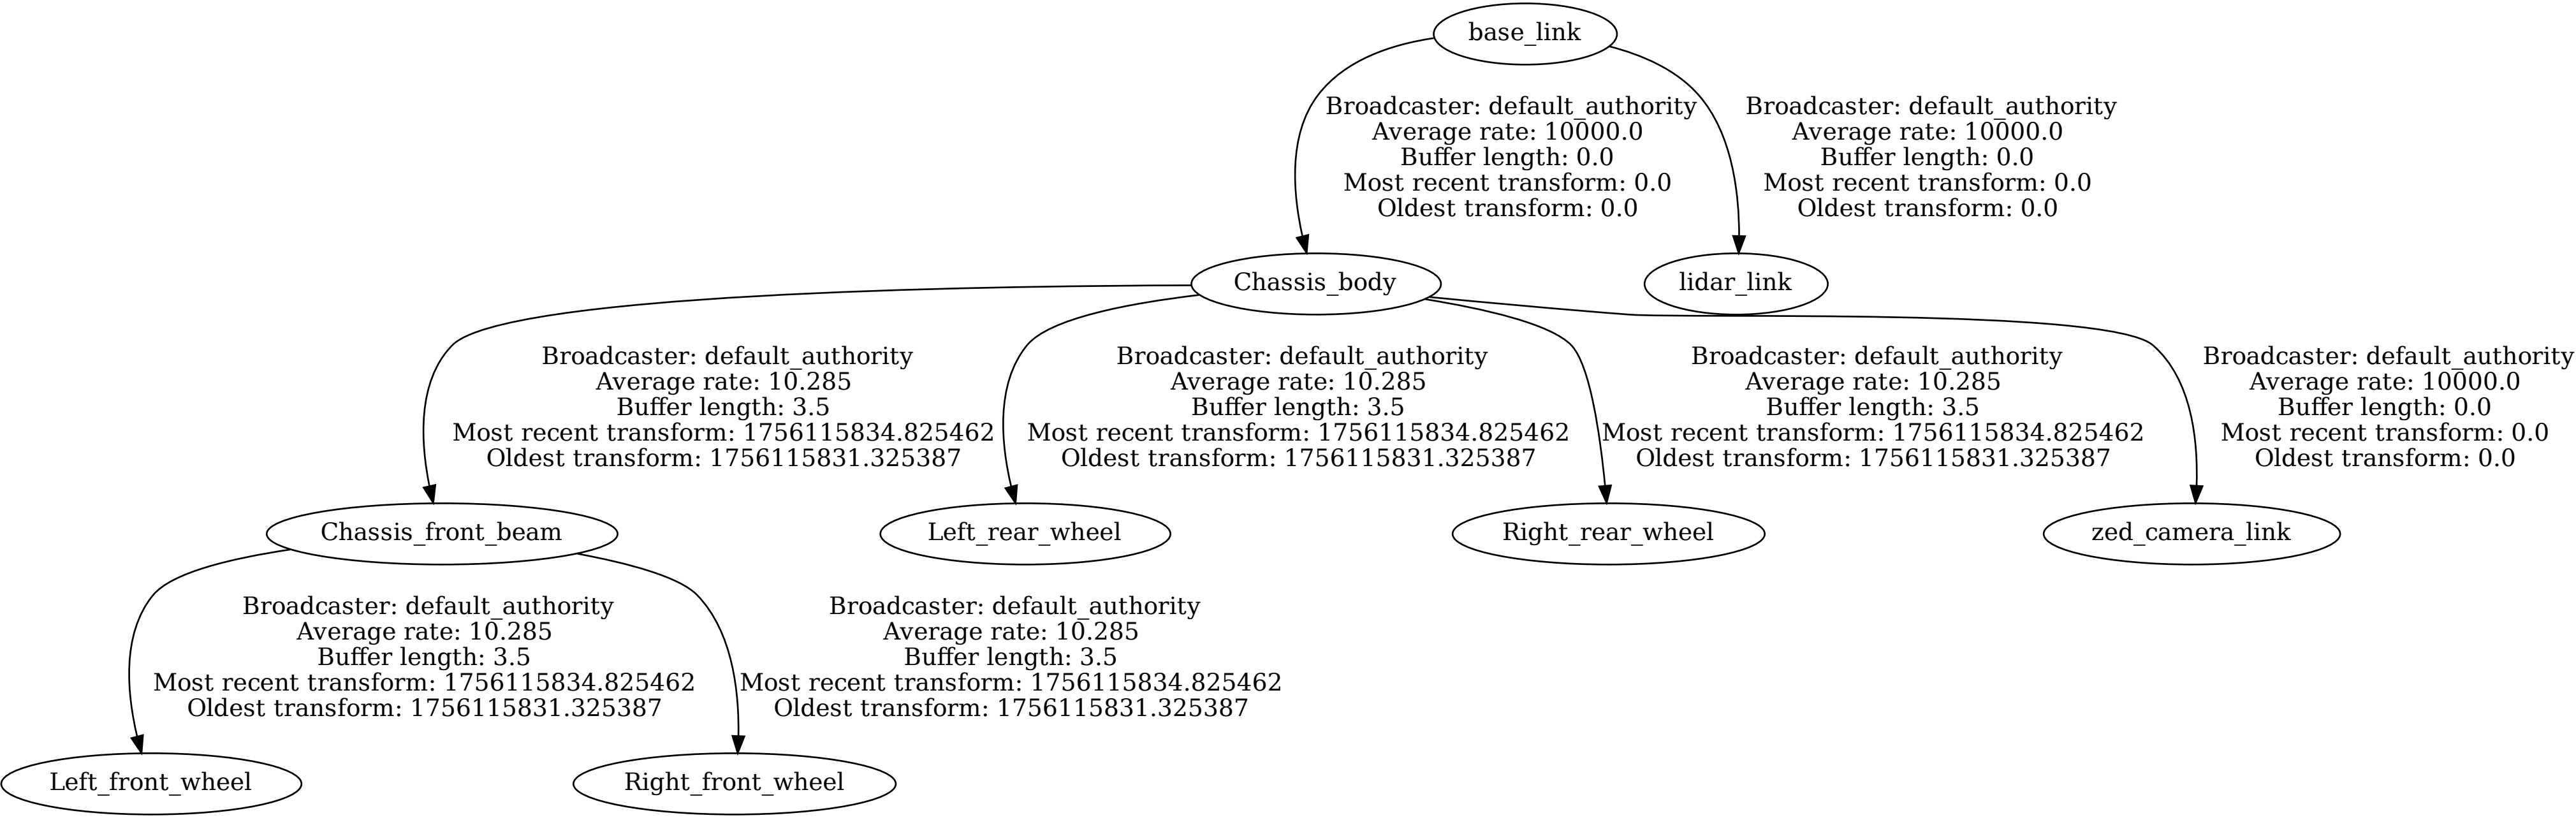 base_link
Broadcaster: default_authority
Average rate: 10000.0
Buffer length: 0.0
Most recent transform: 0.0
Oldest transform: 0.0
Broadcaster: default_authority
Average rate: 10000.0
Buffer length: 0.0
Most recent transform: 0.0
Oldest transform: 0.0
Chassis_body
lidar_link
Broadcaster: default_authority
Average rate: 10.285
Buffer length: 3.5
Most recent transform: 1756115834.825462
Oldest transform: 1756115831.325387
Broadcaster: default_authority
Average rate: 10.285
Buffer length: 3.5
Most recent transform: 1756115834.825462
Oldest transform: 1756115831.325387
Broadcaster: default_authority
Average rate: 10.285
Buffer length: 3.5
Most recent transform: 1756115834.825462
Oldest transform: 1756115831.325387
Broadcaster: default_authority
Average rate: 10000.0
Buffer length: 0.0
Most recent transform: 0.0
Oldest transform: 0.0
Chassis_front_beam
Left_rear_wheel
Right_rear_wheel
zed_camera_link
Broadcaster: default_authority
Average rate: 10.285
Buffer length: 3.5
Most recent transform: 1756115834.825462
Oldest transform: 1756115831.325387
Broadcaster: default_authority
Average rate: 10.285
Buffer length: 3.5
Most recent transform: 1756115834.825462
Oldest transform: 1756115831.325387
Left_front_wheel
Right_front_wheel